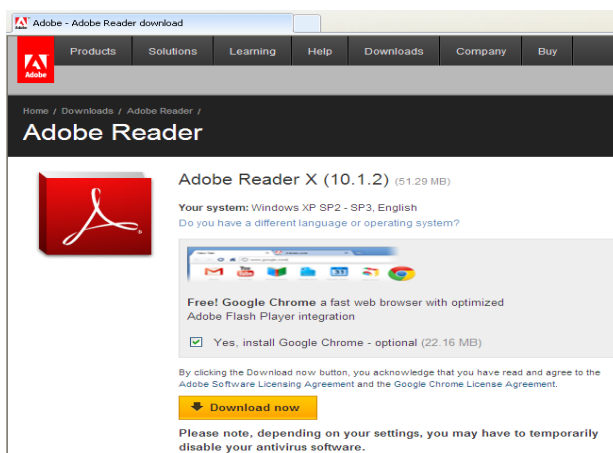 Adobe - Adobe Reader download
Products Solutions Learning Help Downloads Company Buy
Adobe
Home / Downloads / Adobe Reader /
Adobe Reader
Adobe Reader X (10.1.2) (51.29 MB)
Your system: Windows XP SP2 - SP3, English
Do you have a different language or operating system?
Free! Google Chrome a fast web browser with optimized
Adobe Flash Player integration
Yes, install Google Chrome - optional (22.16 MB)
By clicking the Download now button, you acknowledge that you have read and agree to the
Adobe Software Licensing Agreement and the Google Chrome License Agreement.
Download now
Please note, depending on your settings, you may have to temporarily
disable your antivirus software.